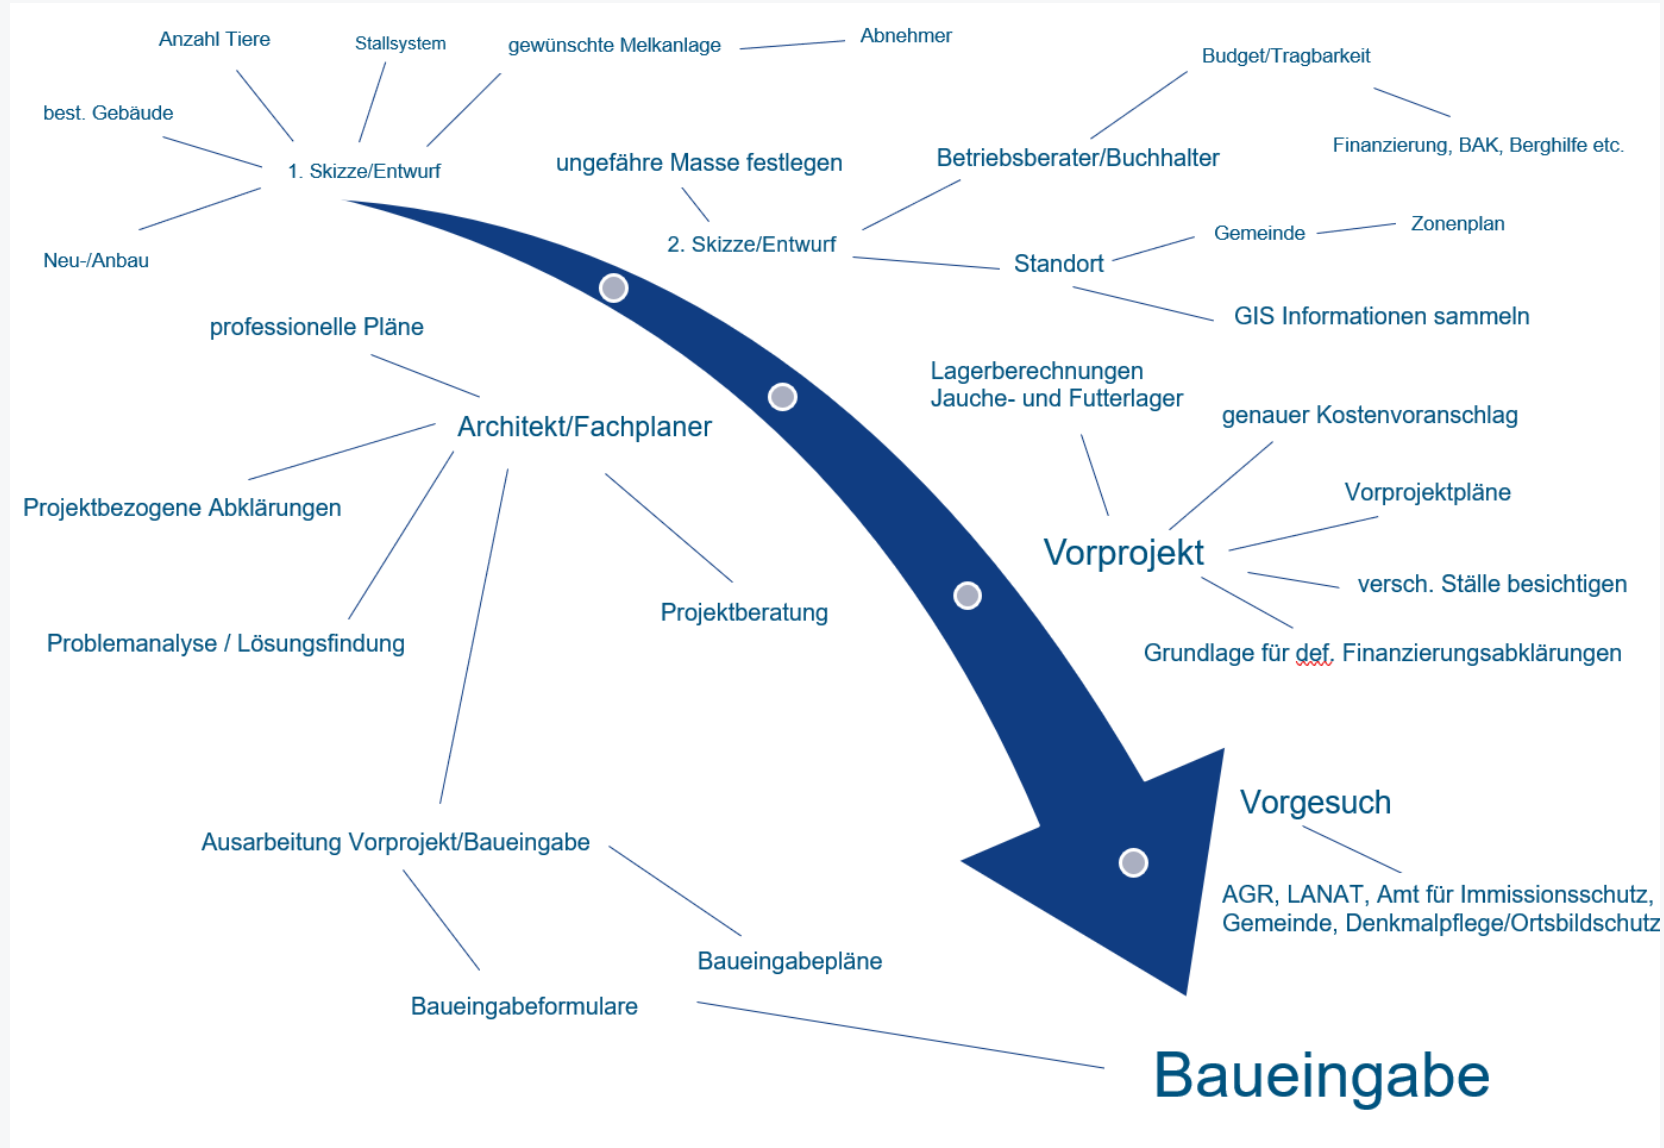 Anzahl Tiere
Stallsystem
gewünschte Melkanlage
Abnehmer
best. Gebäude
1. Skizze/Entwurf
Neu-/Anbau
Budget/Tragbarkeit
Finanzierung, BAK, Berghilfe etc.
ungefähre Masse festlegen
Betriebsberater/Buchhalter
2. Skizze/Entwurf
Standort
Gemeinde
Zonenplan
GIS Informationen sammeln
professionelle Pläne
Architekt/Fachplaner
Projektbezogene Abklärungen
Problemanalyse / Lösungsfindung
Projektberatung
Lagerberechnungen
Jauche- und Futterlager
genauer Kostenvoranschlag
Vorprojektpläne
Vorprojekt
versch. Ställe besichtigen
Grundlage für def. Finanzierungsabklärungen
Vorgesuch
AGR, LANAT, Amt für Immissionsschutz,
Gemeinde, Denkmalpflege/Ortsbildschutz
Ausarbeitung Vorprojekt/Baueingabe
Baueingabepläne
Baueingabeformulare
Baueingabe